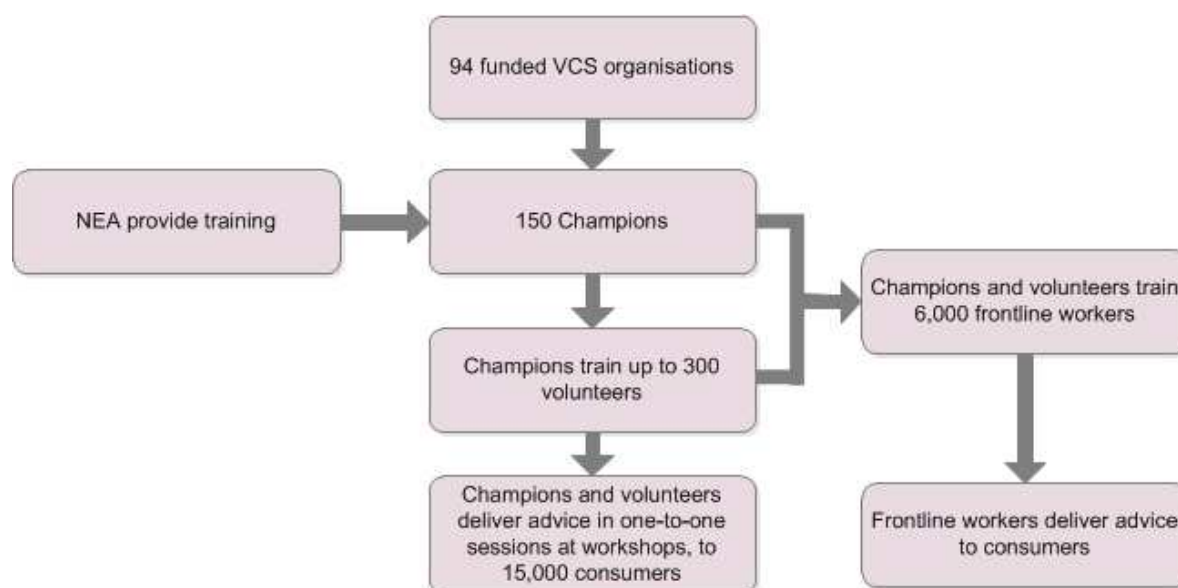 94 funded VCS organisations
NEA provide training
150 Champions
Champions and volunteers train
6,000 frontline workers
Champions train up to 300
volunteers
Champions and volunteers
deliver advice in one-to-one
sessions at workshops, to
15,000 consumers
Frontline workers deliver advice
to consumers